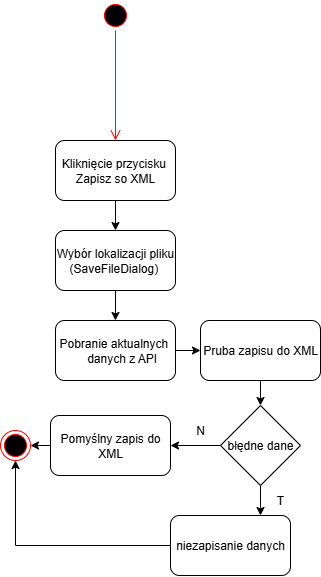 Kliknięcie przycisku
Zapisz so XML
Wybór lokalizacji pliku
(SaveFileDialog)
Pobranie aktualnych
danych z API
Pruba zapisu do XML
błędne dane
N
Pomyślny zapis do
XML
T
niezapisanie danych